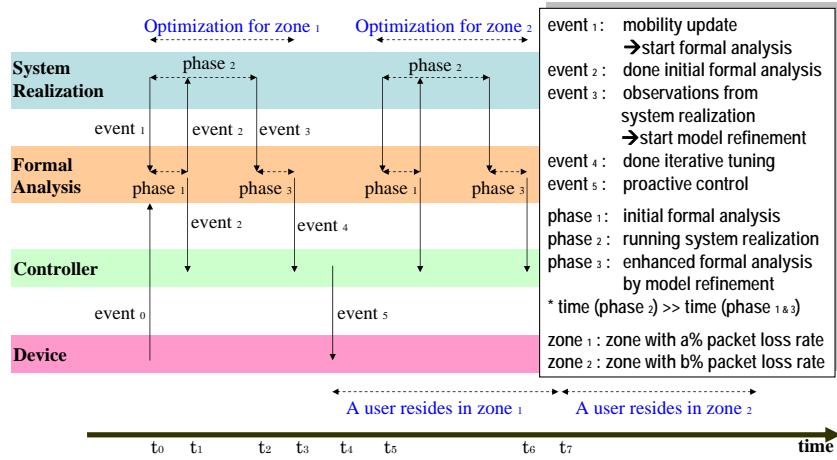 Optimization for zone 1
Optimization for zone 2
System
Realization
phase 2
phase 2
event 1
event 2
event 3
Formal
Analysis
phase 1
phase 3
phase 1
phase 3
event 2
event 4
Controller
event 0
event 5
Device
A user resides in zone 1
A user resides in zone 2
t0
t1
t2
t3
t4
t5
t6
t7
time
event 1 : mobility update
→start formal analysis
event 2 : done initial formal analysis
event 3 : observations from
system realization
→start model refinement
event 4 : done iterative tuning
event 5 : proactive control
phase 1 : initial formal analysis
phase 2 : running system realization
phase 3 : enhanced formal analysis
by model refinement
* time (phase 2) >> time (phase 1 & 3)
zone 1 : zone with a% packet loss rate
zone 2 : zone with b% packet loss rate